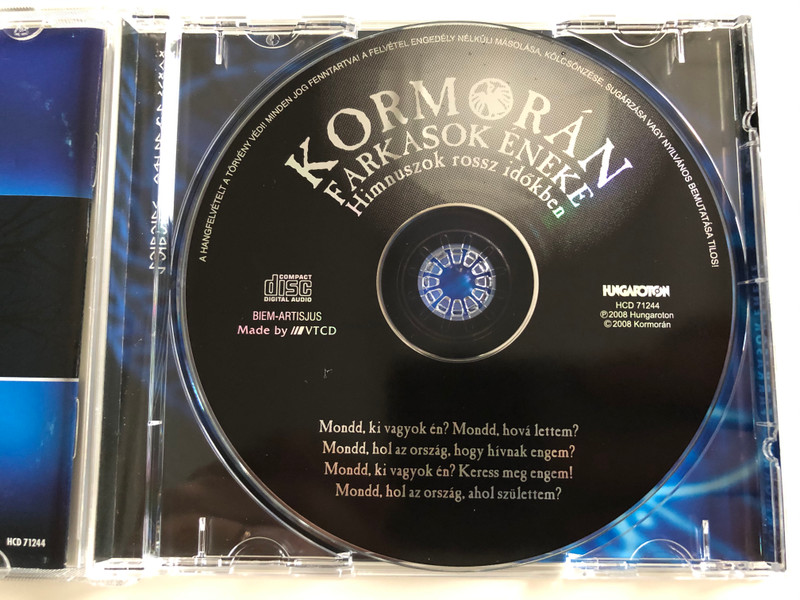 A HANGFELVÉTELT A TÖRVÉNY VÉDI! MINDEN JOG FENNTARTVA! A FELVÉTEL ENGEDÉLY NÉLKÜLI MÁSOLÁSA, KÖLCSÖNZÉSE, SUGÁRZÁSA VAGY NYILVÁNOS BEMUTATÁSA TILOS!
KORMORÁN
FARKASOK ÉNEKE
Himnuszok rossz időkben
COMPACT
disc
DIGITAL AUDIO
BIEM-ARTISJUS
Made by VTCD
HUNGAROTON
HCD 71244
℗2008 Hungaroton
©2008 Kormorán
Mondd, ki vagyok én? Mondd, hová lettem?
Mondd, hol az ország, hogy hívnak engem?
Mondd, ki vagyok én? Keress meg engem!
Mondd, hol az ország, ahol születtem?
HCD 71244